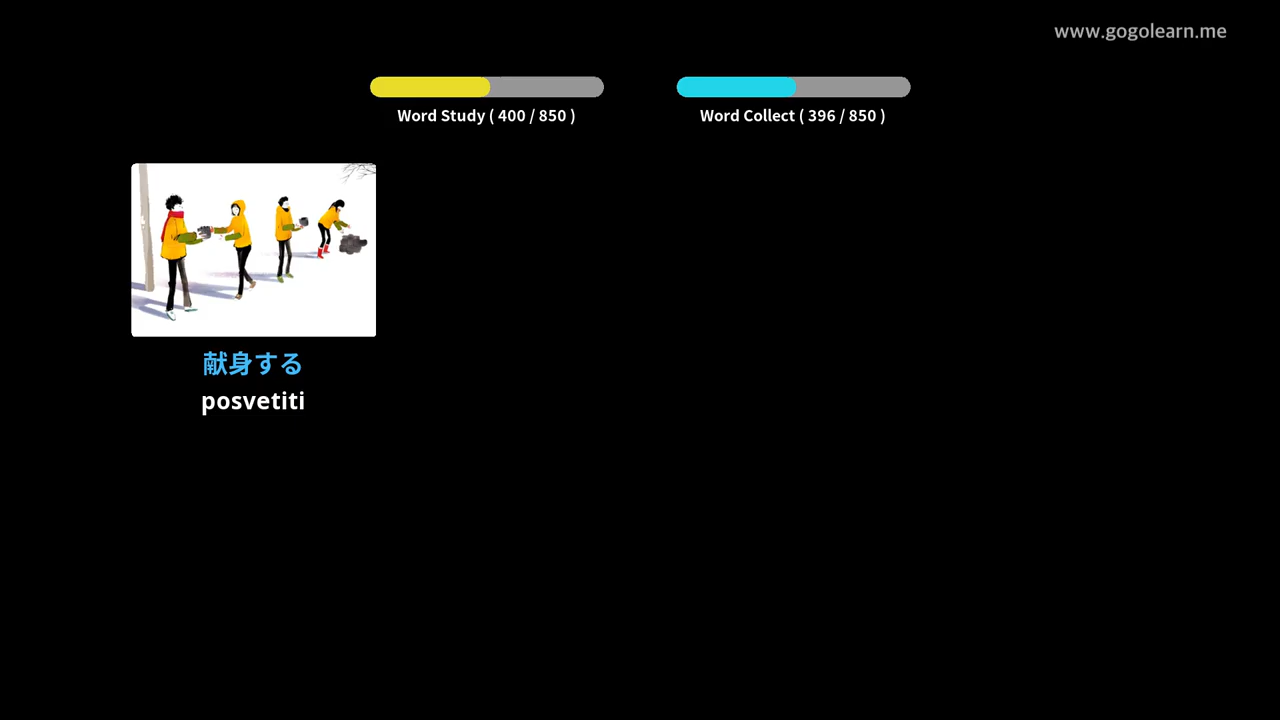 www.gogolearn.me
Word Study ( 400 / 850 )
Word Collect ( 396 / 850 )
献身する
posvetiti